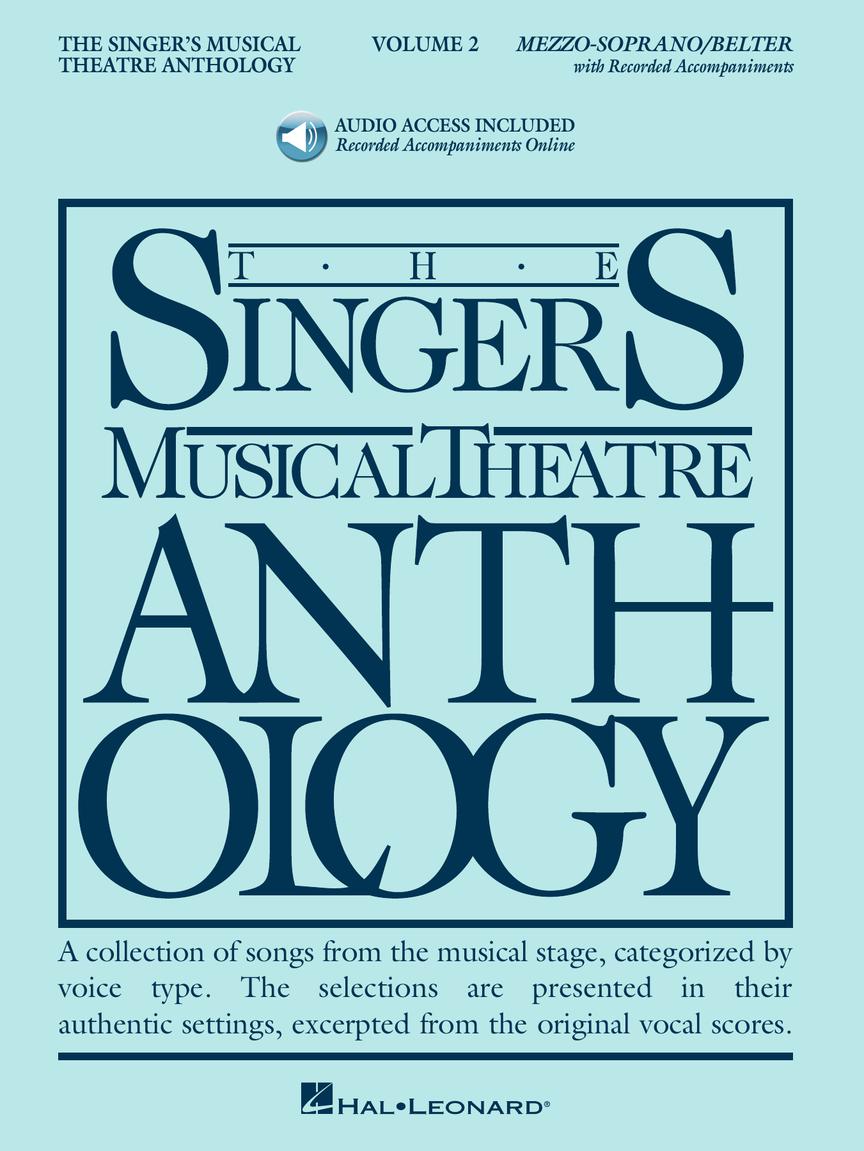 THE SINGER'S MUSICAL
THEATRE ANTHOLOGY
VOLUME 2
MEZZO-SOPRANO/BELTER
with Recorded Accompaniments
AUDIO ACCESS INCLUDED
Recorded Accompaniments Online
T·H·E
SINGERS
MUSICAL THEATRE
ANTH
OLOGY
A collection of songs from the musical stage, categorized by
voice type. The selections are presented in their
authentic settings, excerpted from the original vocal scores.
HAL•LEONARD®